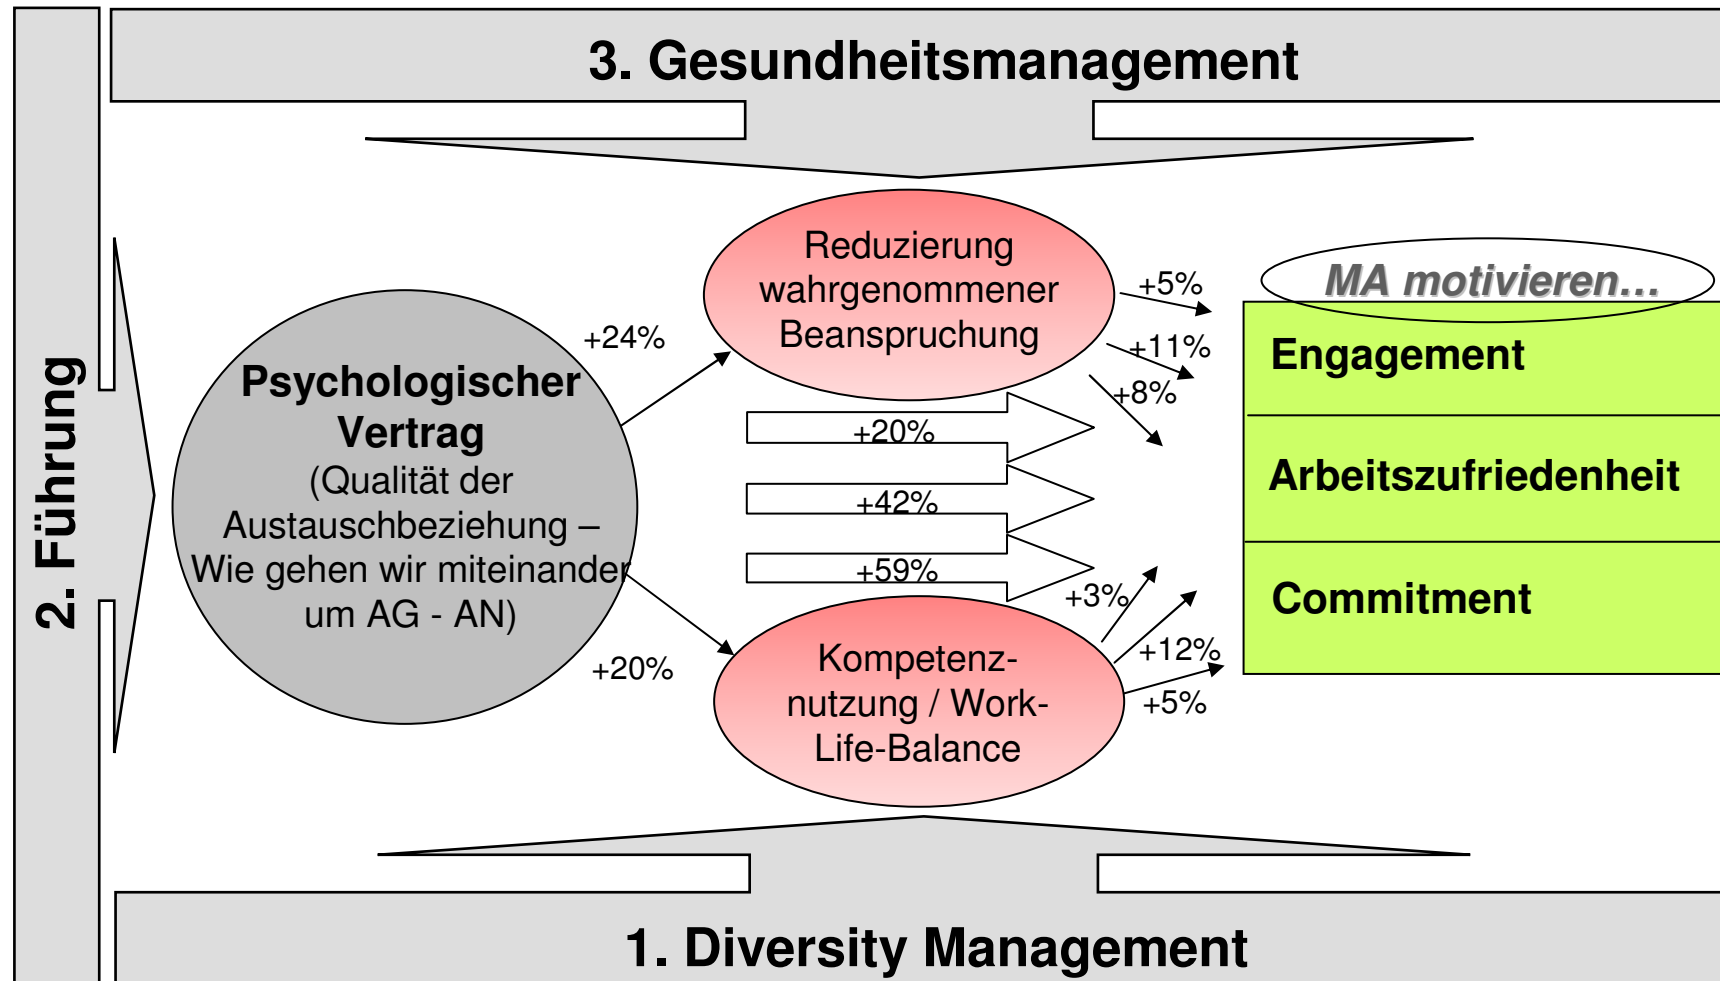 3. Gesundheitsmanagement
2. Führung
Psychologischer
Vertrag
(Qualität der
Austauschbeziehung –
Wie gehen wir miteinander
um AG - AN)
+24%
+20%
Reduzierung
wahrgenommener
Beanspruchung
+5%
+11%
+8%
+20%
+42%
+59%
+3%
+12%
+5%
Kompetenz-
nutzung / Work-
Life-Balance
MA motivieren...
Engagement
Arbeitszufriedenheit
Commitment
1. Diversity Management